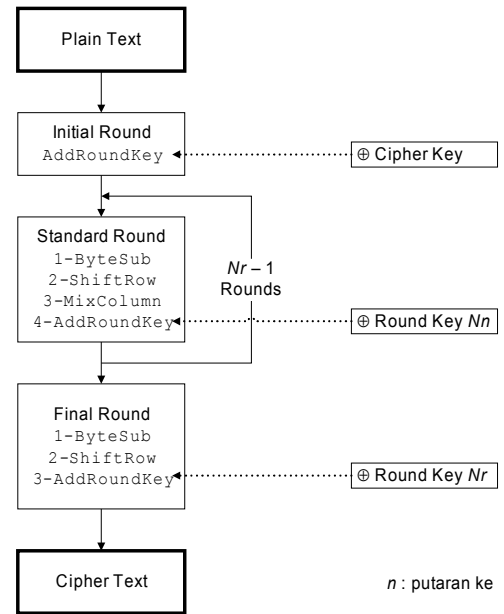 Plain Text
Initial Round
AddRoundKey
⊕ Cipher Key
Standard Round
1-ByteSub
2-ShiftRow
3-MixColumn
4-AddRoundKey
Nr – 1
Rounds
⊕ Round Key Nn
Final Round
1-ByteSub
2-ShiftRow
3-AddRoundKey
⊕ Round Key Nr
Cipher Text
n : putaran ke